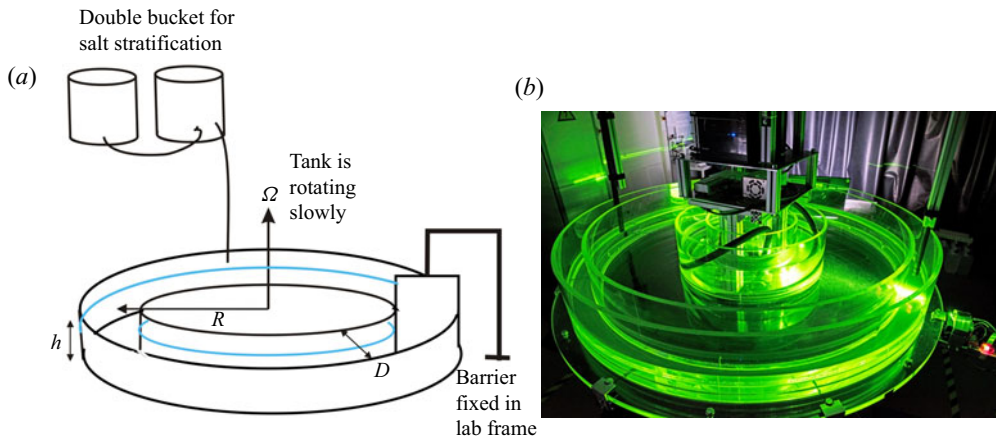 Double bucket for
salt stratification
(a)
(b)
Tank is
rotating
slowly
Ω
R
h
D
Barrier
fixed in
lab frame